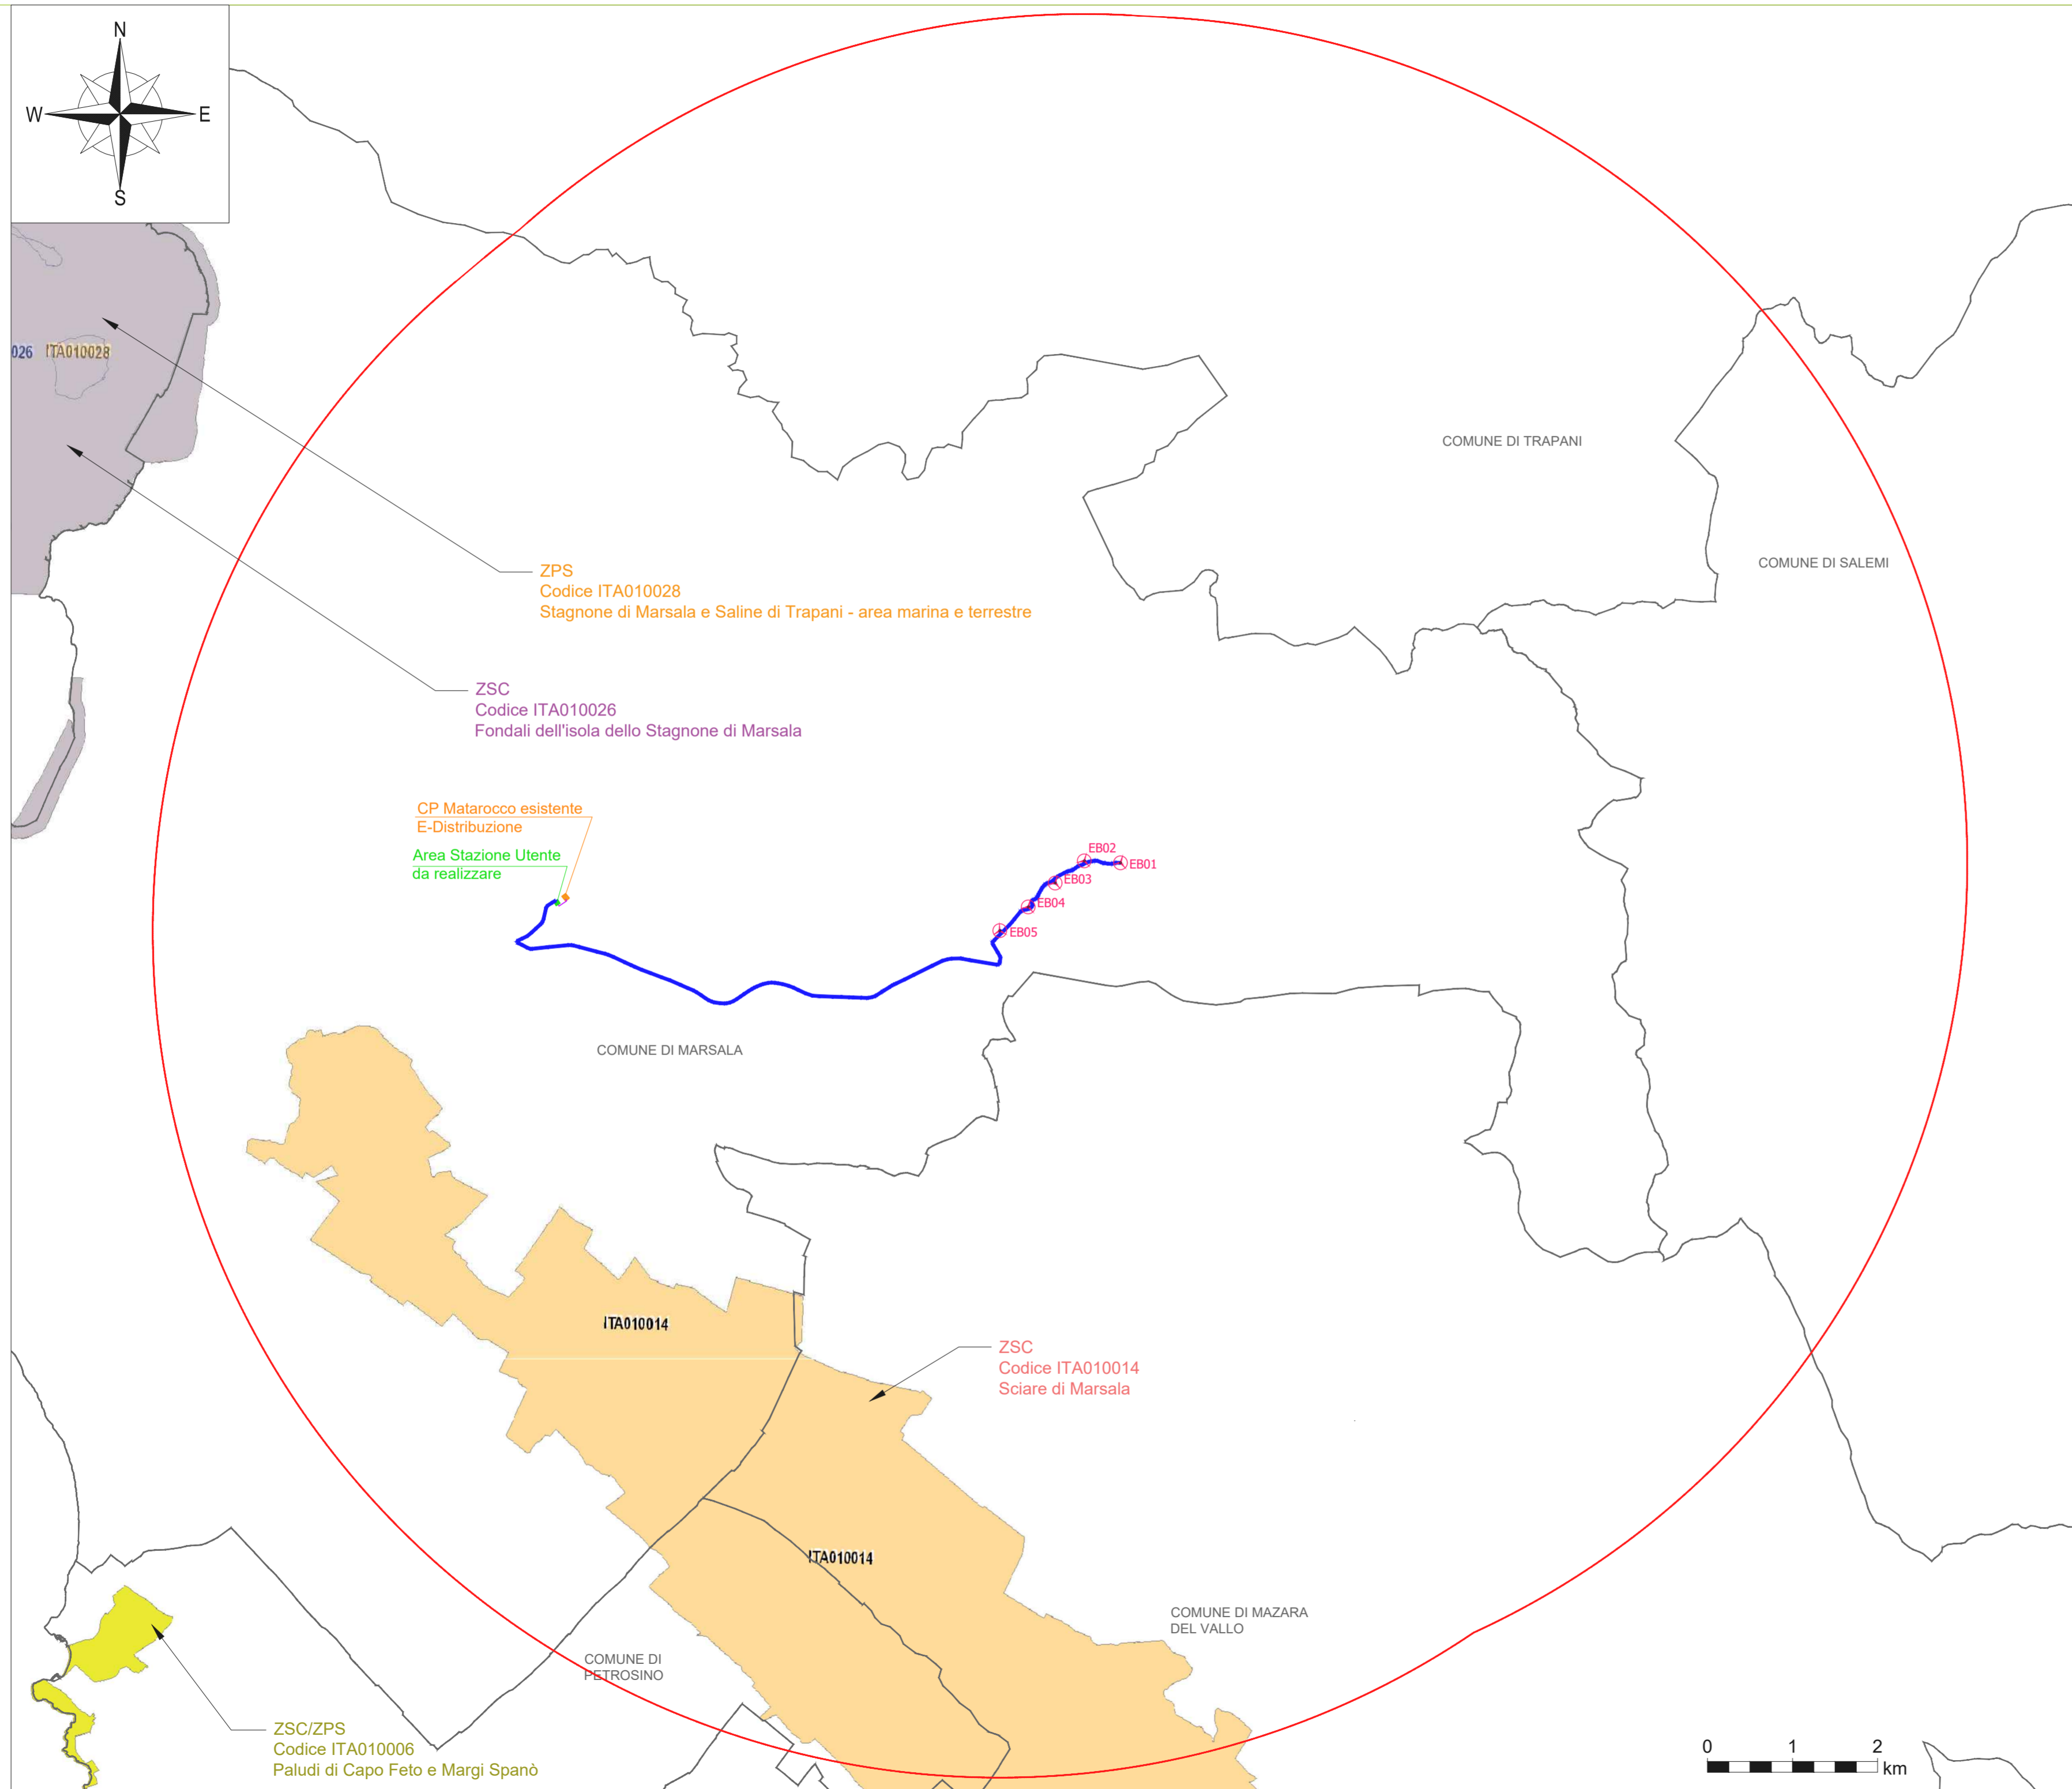 N
W
E
S
026
ITA010028
COMUNE DI TRAPANI
COMUNE DI SALEMI
ZPS
Codice ITA010028
Stagnone di Marsala e Saline di Trapani - area marina e terrestre
ZSC
Codice ITA010026
Fondali dell'isola dello Stagnone di Marsala
CP Matarocco esistente
E-Distribuzione
Area Stazione Utente
da realizzare
EB02
EB01
EB03
EB04
EB05
COMUNE DI MARSALA
ITA010014
ZSC
Codice ITA010014
Sciare di Marsala
ITA010014
COMUNE DI MAZARA
DEL VALLO
COMUNE DI
PETROSINO
ZSC/ZPS
Codice ITA010006
Paludi di Capo Feto e Margi Spanò
0 1 2
km